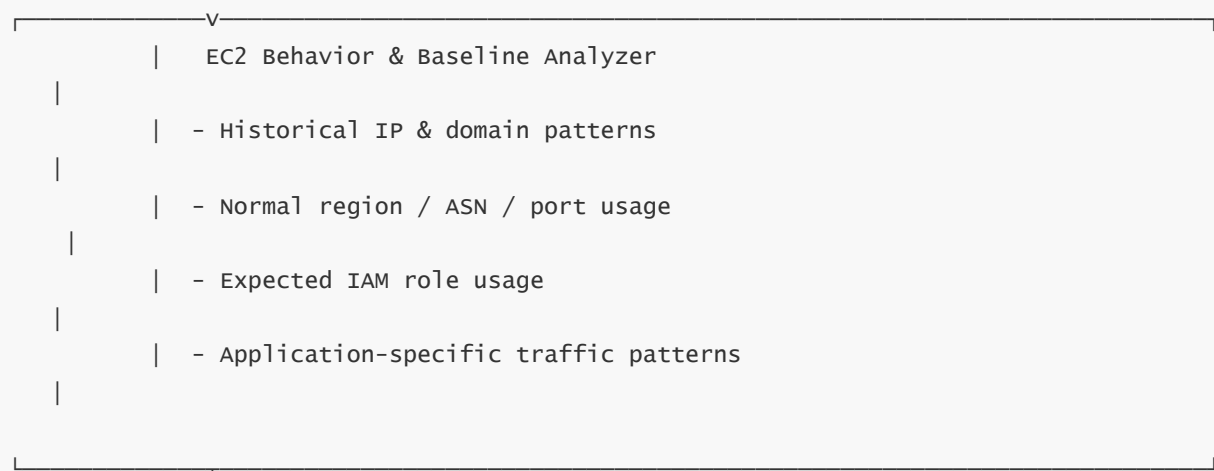 ┌──────────────v──────────────────────────────────────────────────────────────────────┐
| EC2 Behavior & Baseline Analyzer
|
| - Historical IP & domain patterns
|
| - Normal region / ASN / port usage
|
| - Expected IAM role usage
|
| - Application-specific traffic patterns
|
└─────────────────────────────────────────────────────────────────────────────────────┘